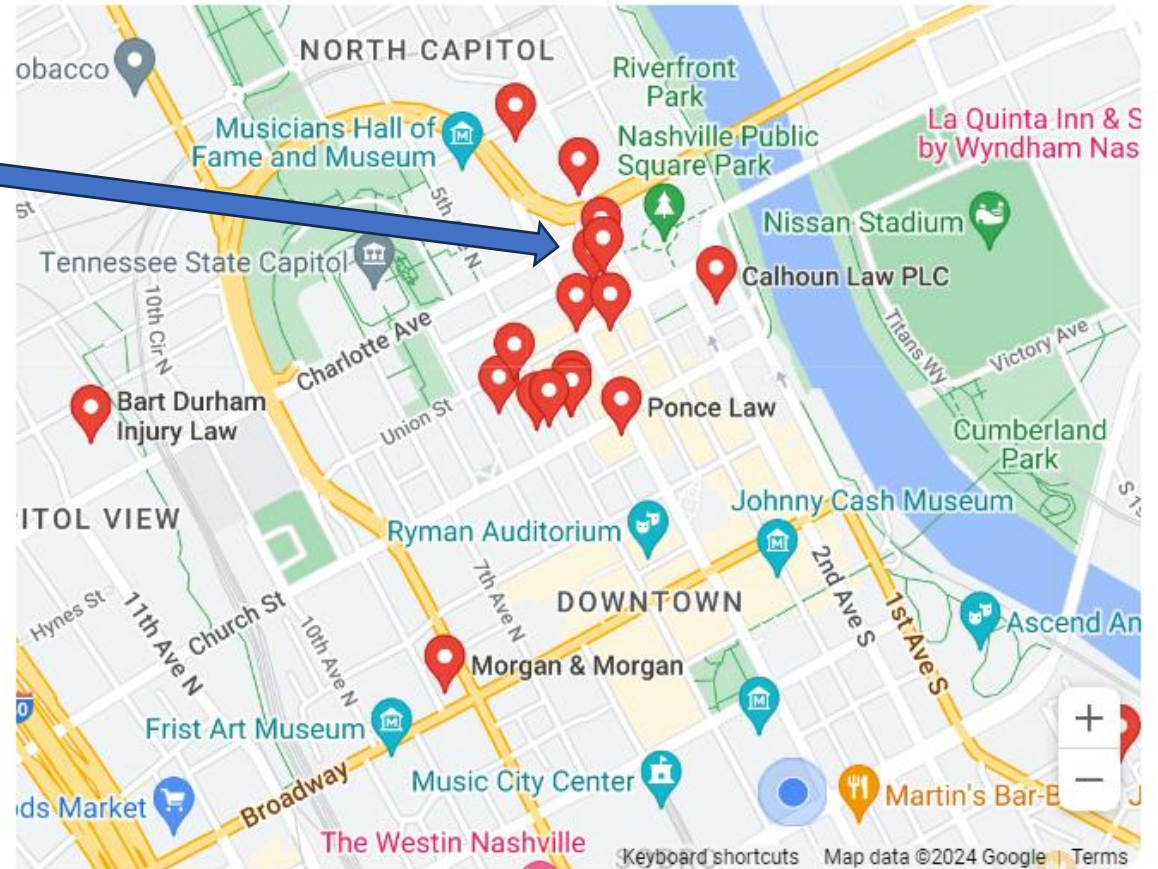 NORTH CAPITOL
obacco
Riverfront
Park
Musicians Hall of
Fame and Museum
Nashville Public
Square Park
La Quinta Inn & S
by Wyndham Nas
St
5th
N
Nissan Stadium
Tennessee State Capitol
Calhoun Law PLC
10th Cir N
Charlotte Ave
Titans Wy
Victory Ave
Bart Durham
Injury Law
Union St
Ponce Law
Cumberland
Park
ITOL VIEW
Johnny Cash Museum
Ryman Auditorium
7th Ave N
2nd Ave S
DOWNTOWN
Hynes St
11th Ave N
Church St
10th Ave N
1st Ave S
Ascend Am
Morgan & Morgan
Frist Art Museum
Music City Center
Martin's Bar-B
J
ds Market
Broadway
The Westin Nashville
Keyboard shortcuts Map data ©2024 Google Terms